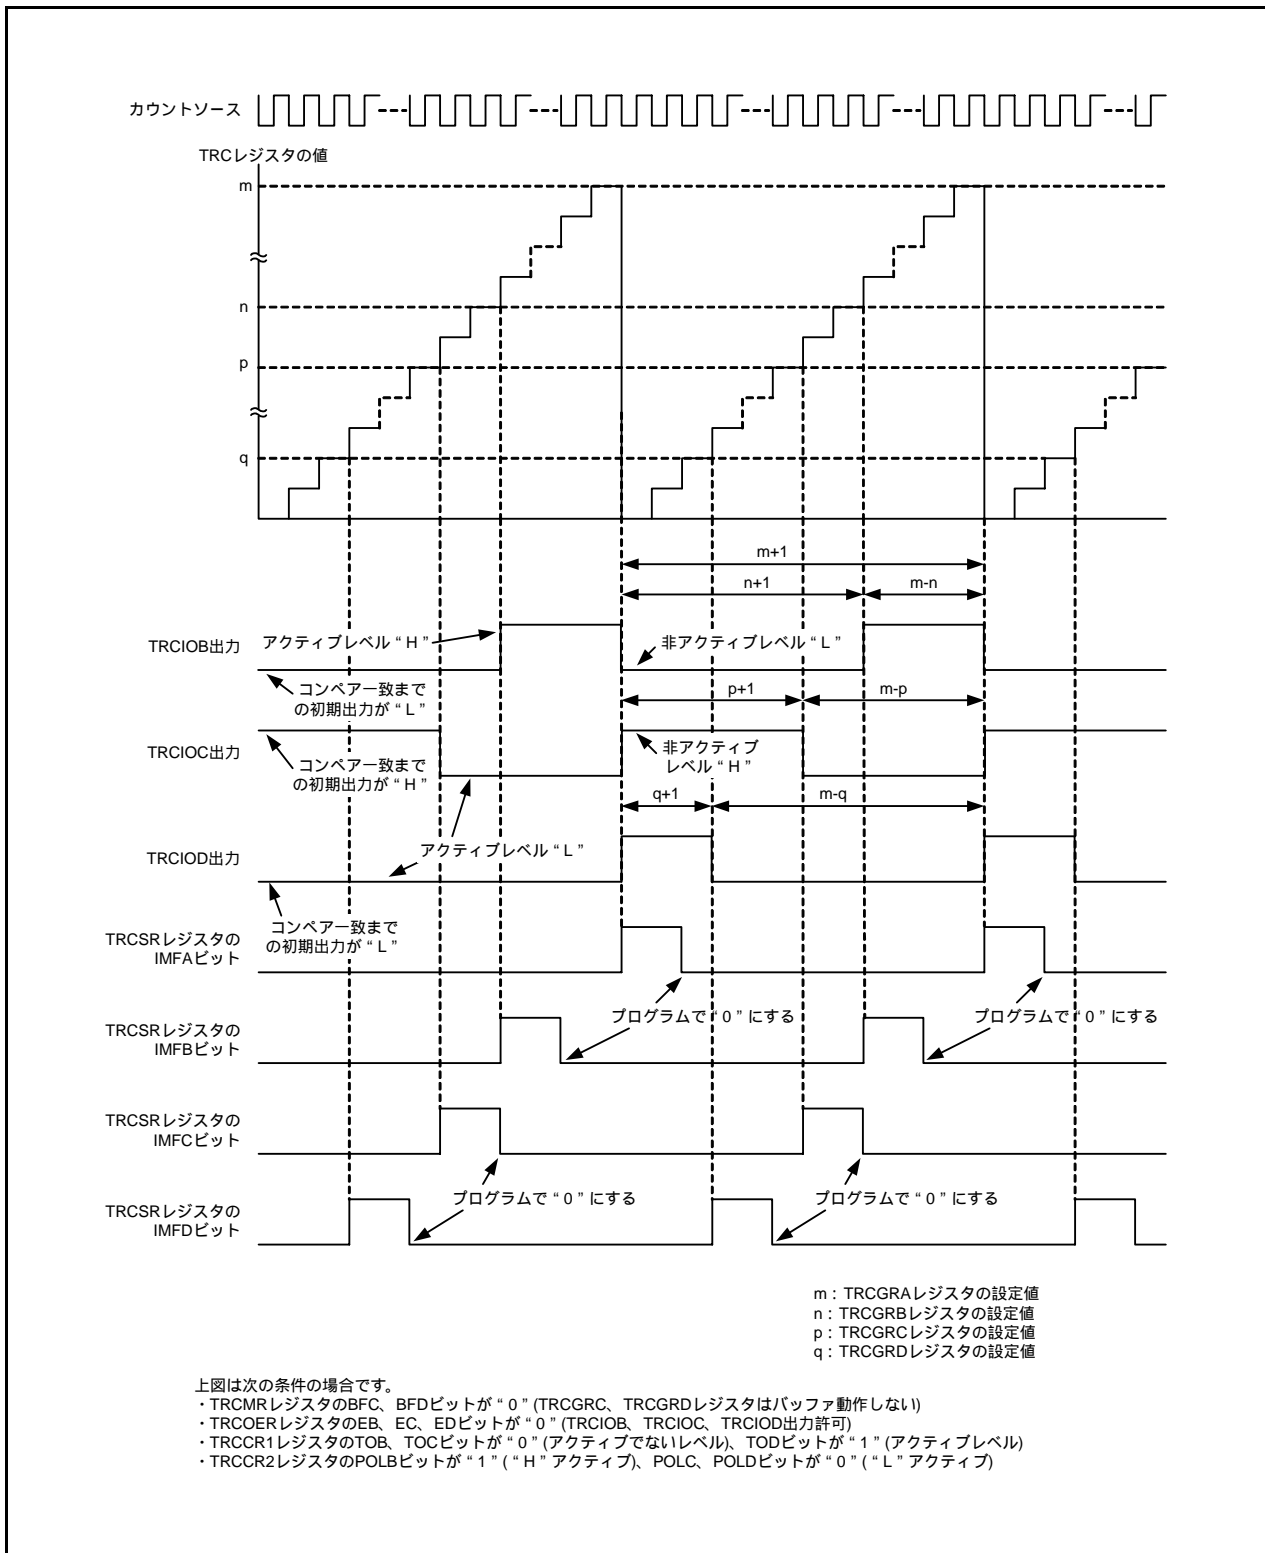 カウントソース
TRCレジスタの値
m
n
p
q
m+1
n+1
m-n
アクティブレベル“H”
非アクティブレベル“L”
TRCIOB出力
コンペア一致まで
の初期出力が“L”
p+1
m-p
TRCIOC出力
コンペア一致まで
の初期出力が“H”
非アクティブ
レベル“H”
q+1
m-q
アクティブレベル“L”
TRCIOD出力
コンペア一致まで
の初期出力が“L”
TRCSRレジスタの
IMFAビット
プログラムで“0”にする
プログラムで“0”にする
TRCSRレジスタの
IMFBビット
TRCSRレジスタの
IMFCビット
プログラムで“0”にする
プログラムで“0”にする
TRCSRレジスタの
IMFDビット
m:TRCGRAレジスタの設定値
n:TRCGRBレジスタの設定値
p:TRCGRCレジスタの設定値
q:TRCGRDレジスタの設定値
上図は次の条件の場合です。
・TRCMRレジスタのBFC、BFDビットが“0”(TRCGRC、TRCGRDレジスタはバッファ動作しない)
・TRCOERレジスタのEB、EC、EDビットが“0”(TRCIOB、TRCIOC、TRCIOD出力許可)
・TRCCR1レジスタのTOB、TOCビットが“0”(アクティブでないレベル)、TODビットが“1”(アクティブレベル)
・TRCCR2レジスタのPOLBビットが“1”(“H”アクティブ)、POLC、POLDビットが“0”(“L”アクティブ)